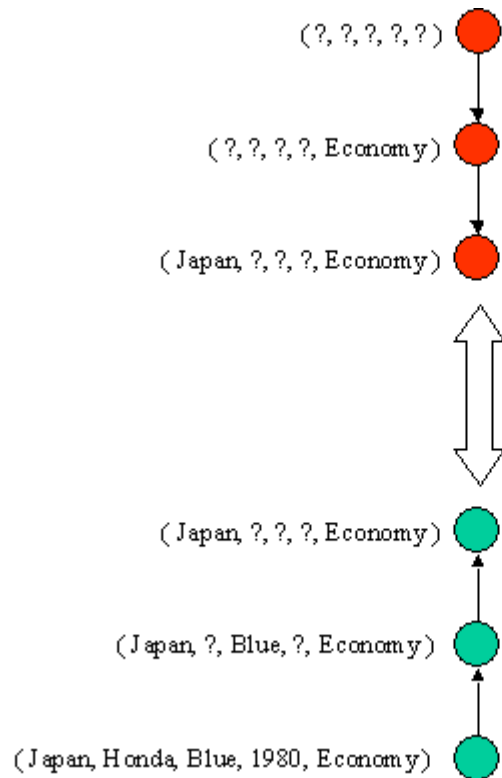 (?, ?, ?, ?, ?)
(?, ?, ?, ?, Economy)
(Japan, ?, ?, ?, Economy)
(Japan, ?, ?, ?, Economy)
(Japan, ?, Blue, ?, Economy)
(Japan, Honda, Blue, 1980, Economy)